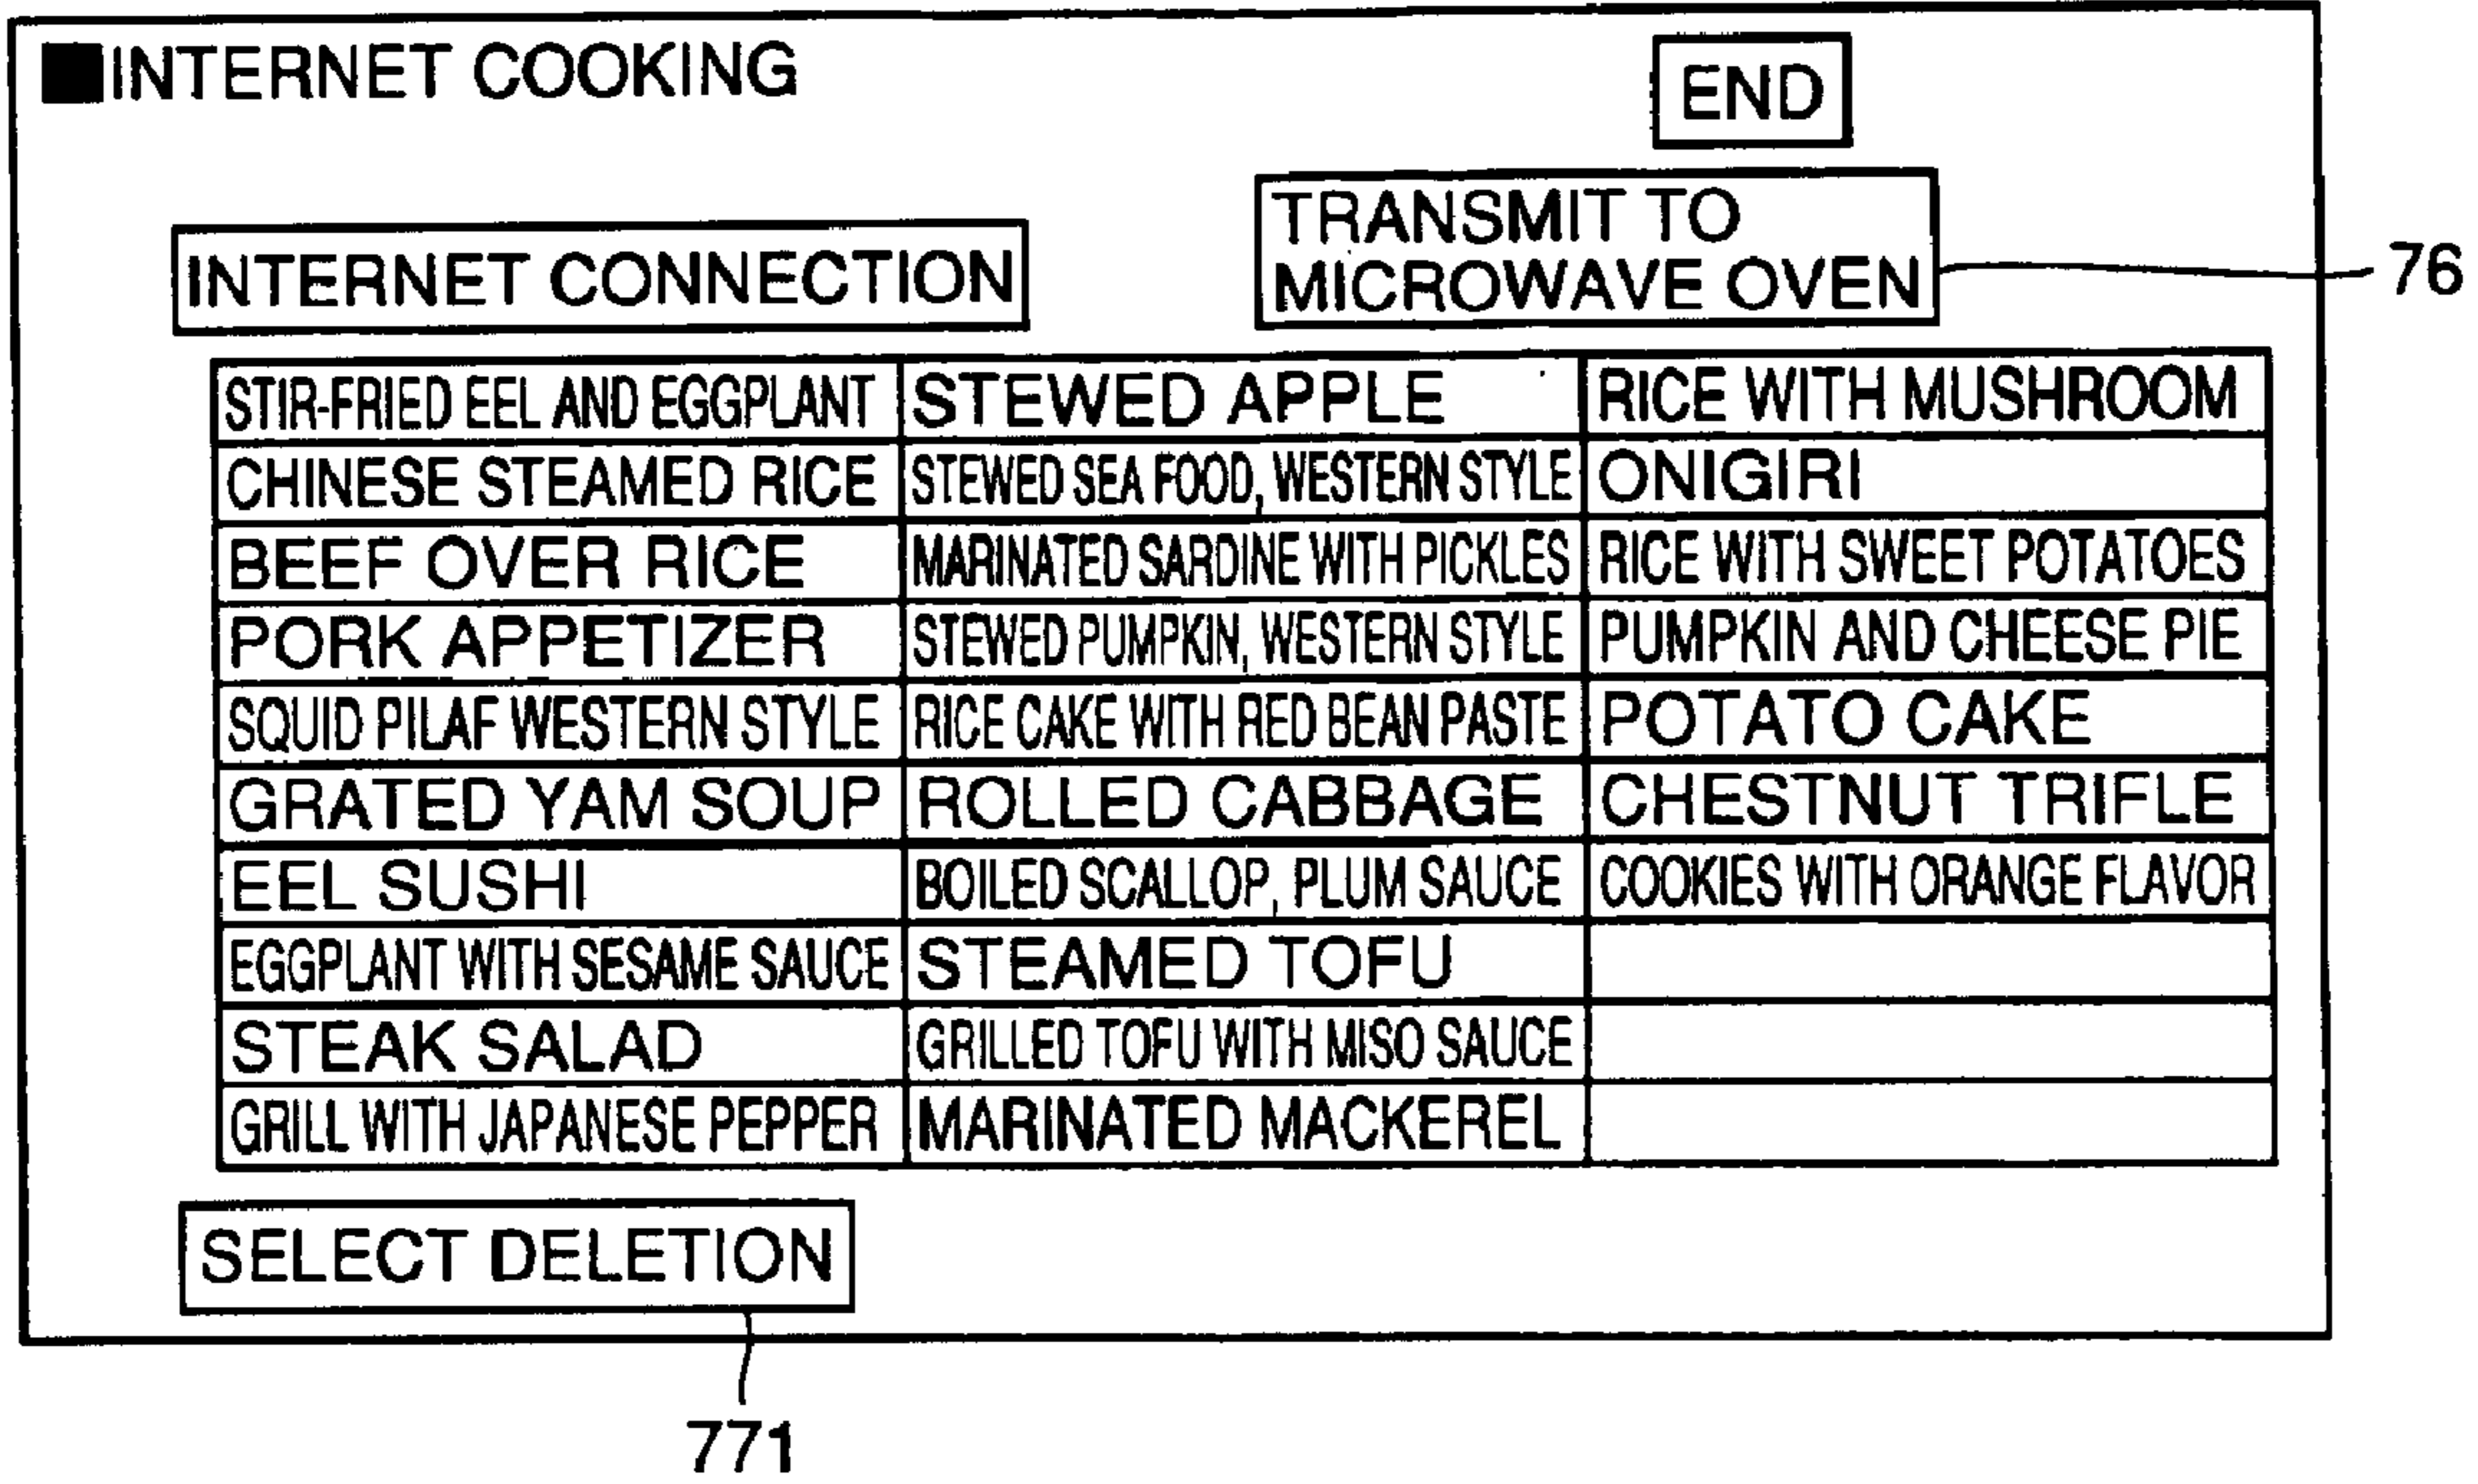 ■INTERNET COOKING
END
INTERNET CONNECTION
TRANSMIT TO
MICROWAVE OVEN
76
STIR-FRIED EEL AND EGGPLANT STEWED APPLE RICE WITH MUSHROOM
CHINESE STEAMED RICE STEWED SEA FOOD, WESTERN STYLE ONIGIRI
BEEF OVER RICE MARINATED SARDINE WITH PICKLES RICE WITH SWEET POTATOES
PORK APPETIZER STEWED PUMPKIN, WESTERN STYLE PUMPKIN AND CHEESE PIE
SQUID PILAF WESTERN STYLE RICE CAKE WITH RED BEAN PASTE POTATO CAKE
GRATED YAM SOUP ROLLED CABBAGE CHESTNUT TRIFLE
EEL SUSHI BOILED SCALLOP, PLUM SAUCE COOKIES WITH ORANGE FLAVOR
EGGPLANT WITH SESAME SAUCE STEAMED TOFU
STEAK SALAD GRILLED TOFU WITH MISO SAUCE
GRILL WITH JAPANESE PEPPER MARINATED MACKEREL
SELECT DELETION
771